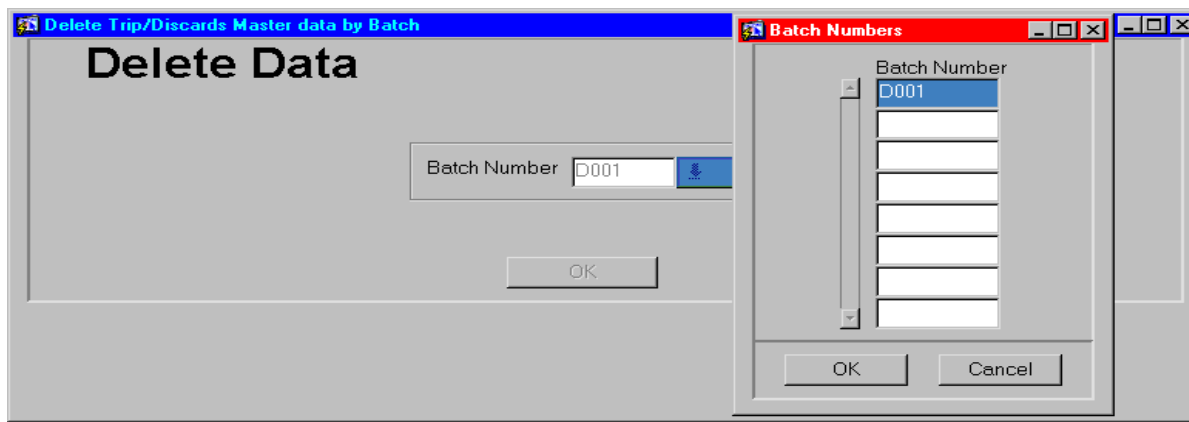 Delete Trip/Discards Master data by Batch
Delete Data
Batch Number D001
OK
Batch Numbers
Batch Number
D001
OK Cancel